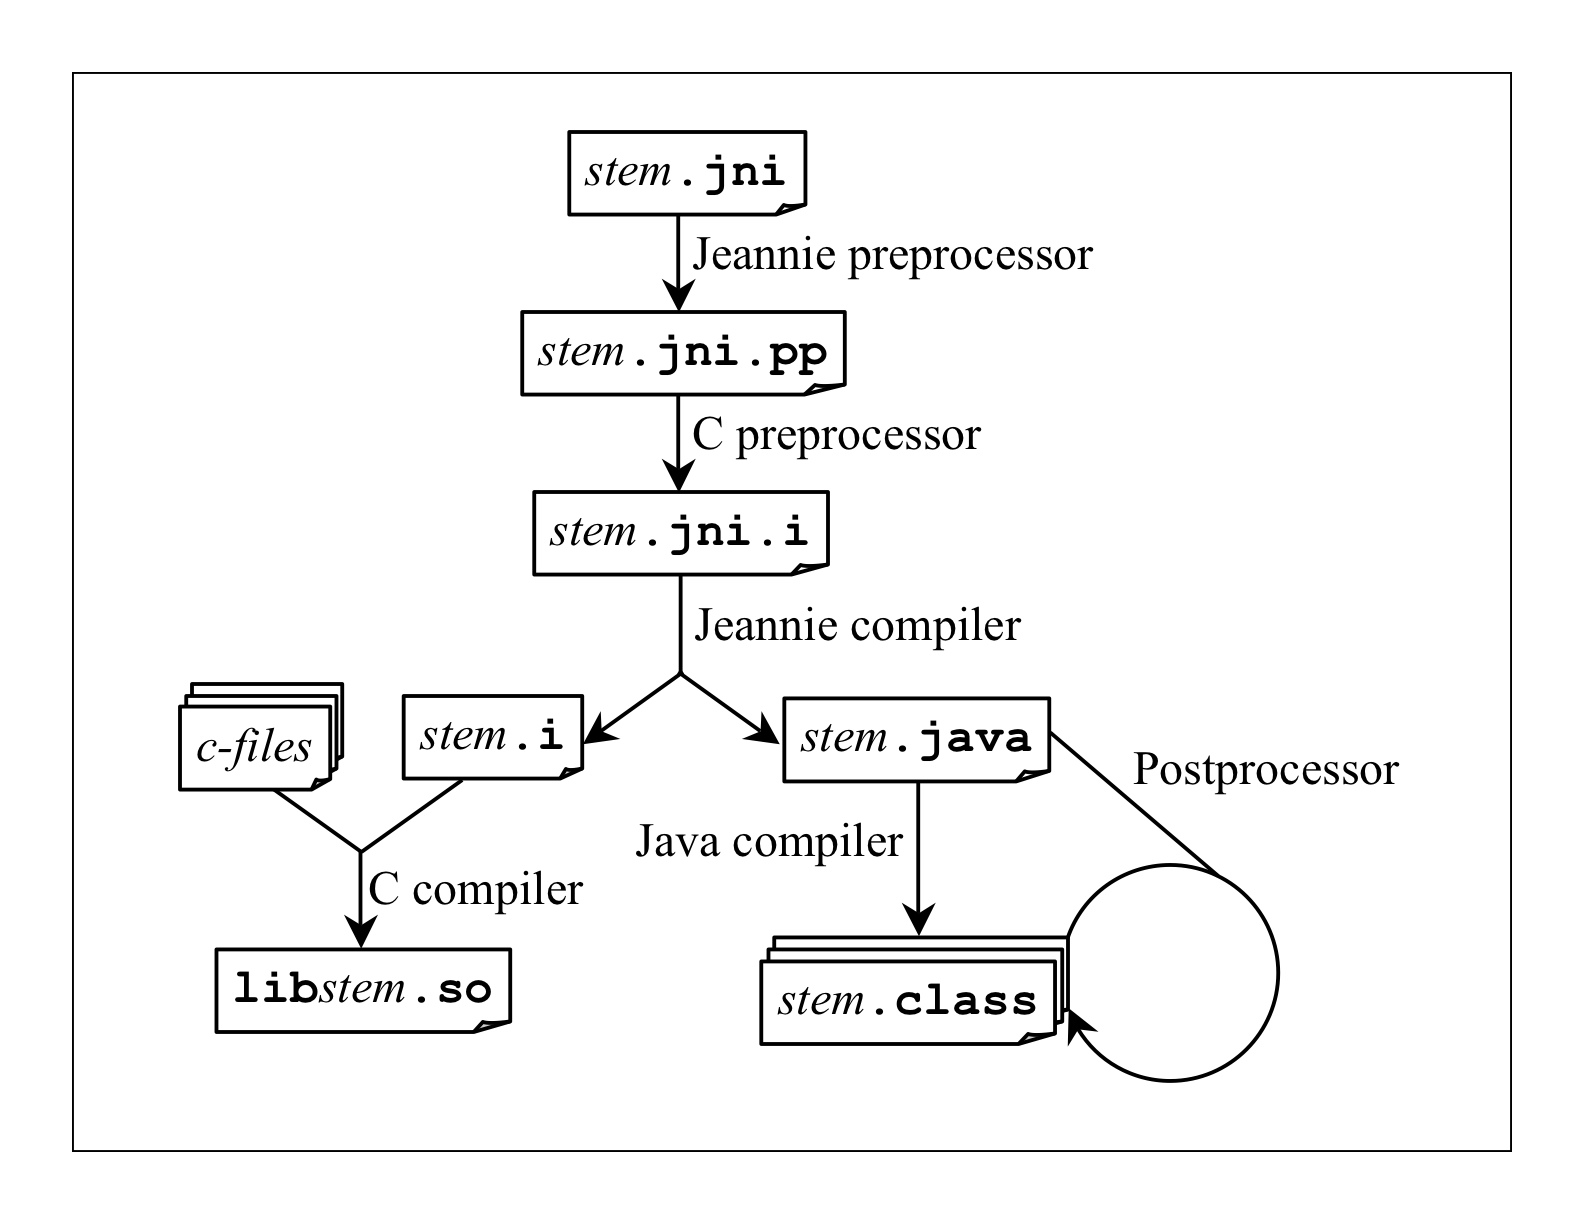 stem.jni
Jeannie preprocessor
stem.jni.pp
C preprocessor
stem.jni.i
Jeannie compiler
c-files
stem.i
stem.java
Postprocessor
Java compiler
C compiler
libstem.so
stem.class